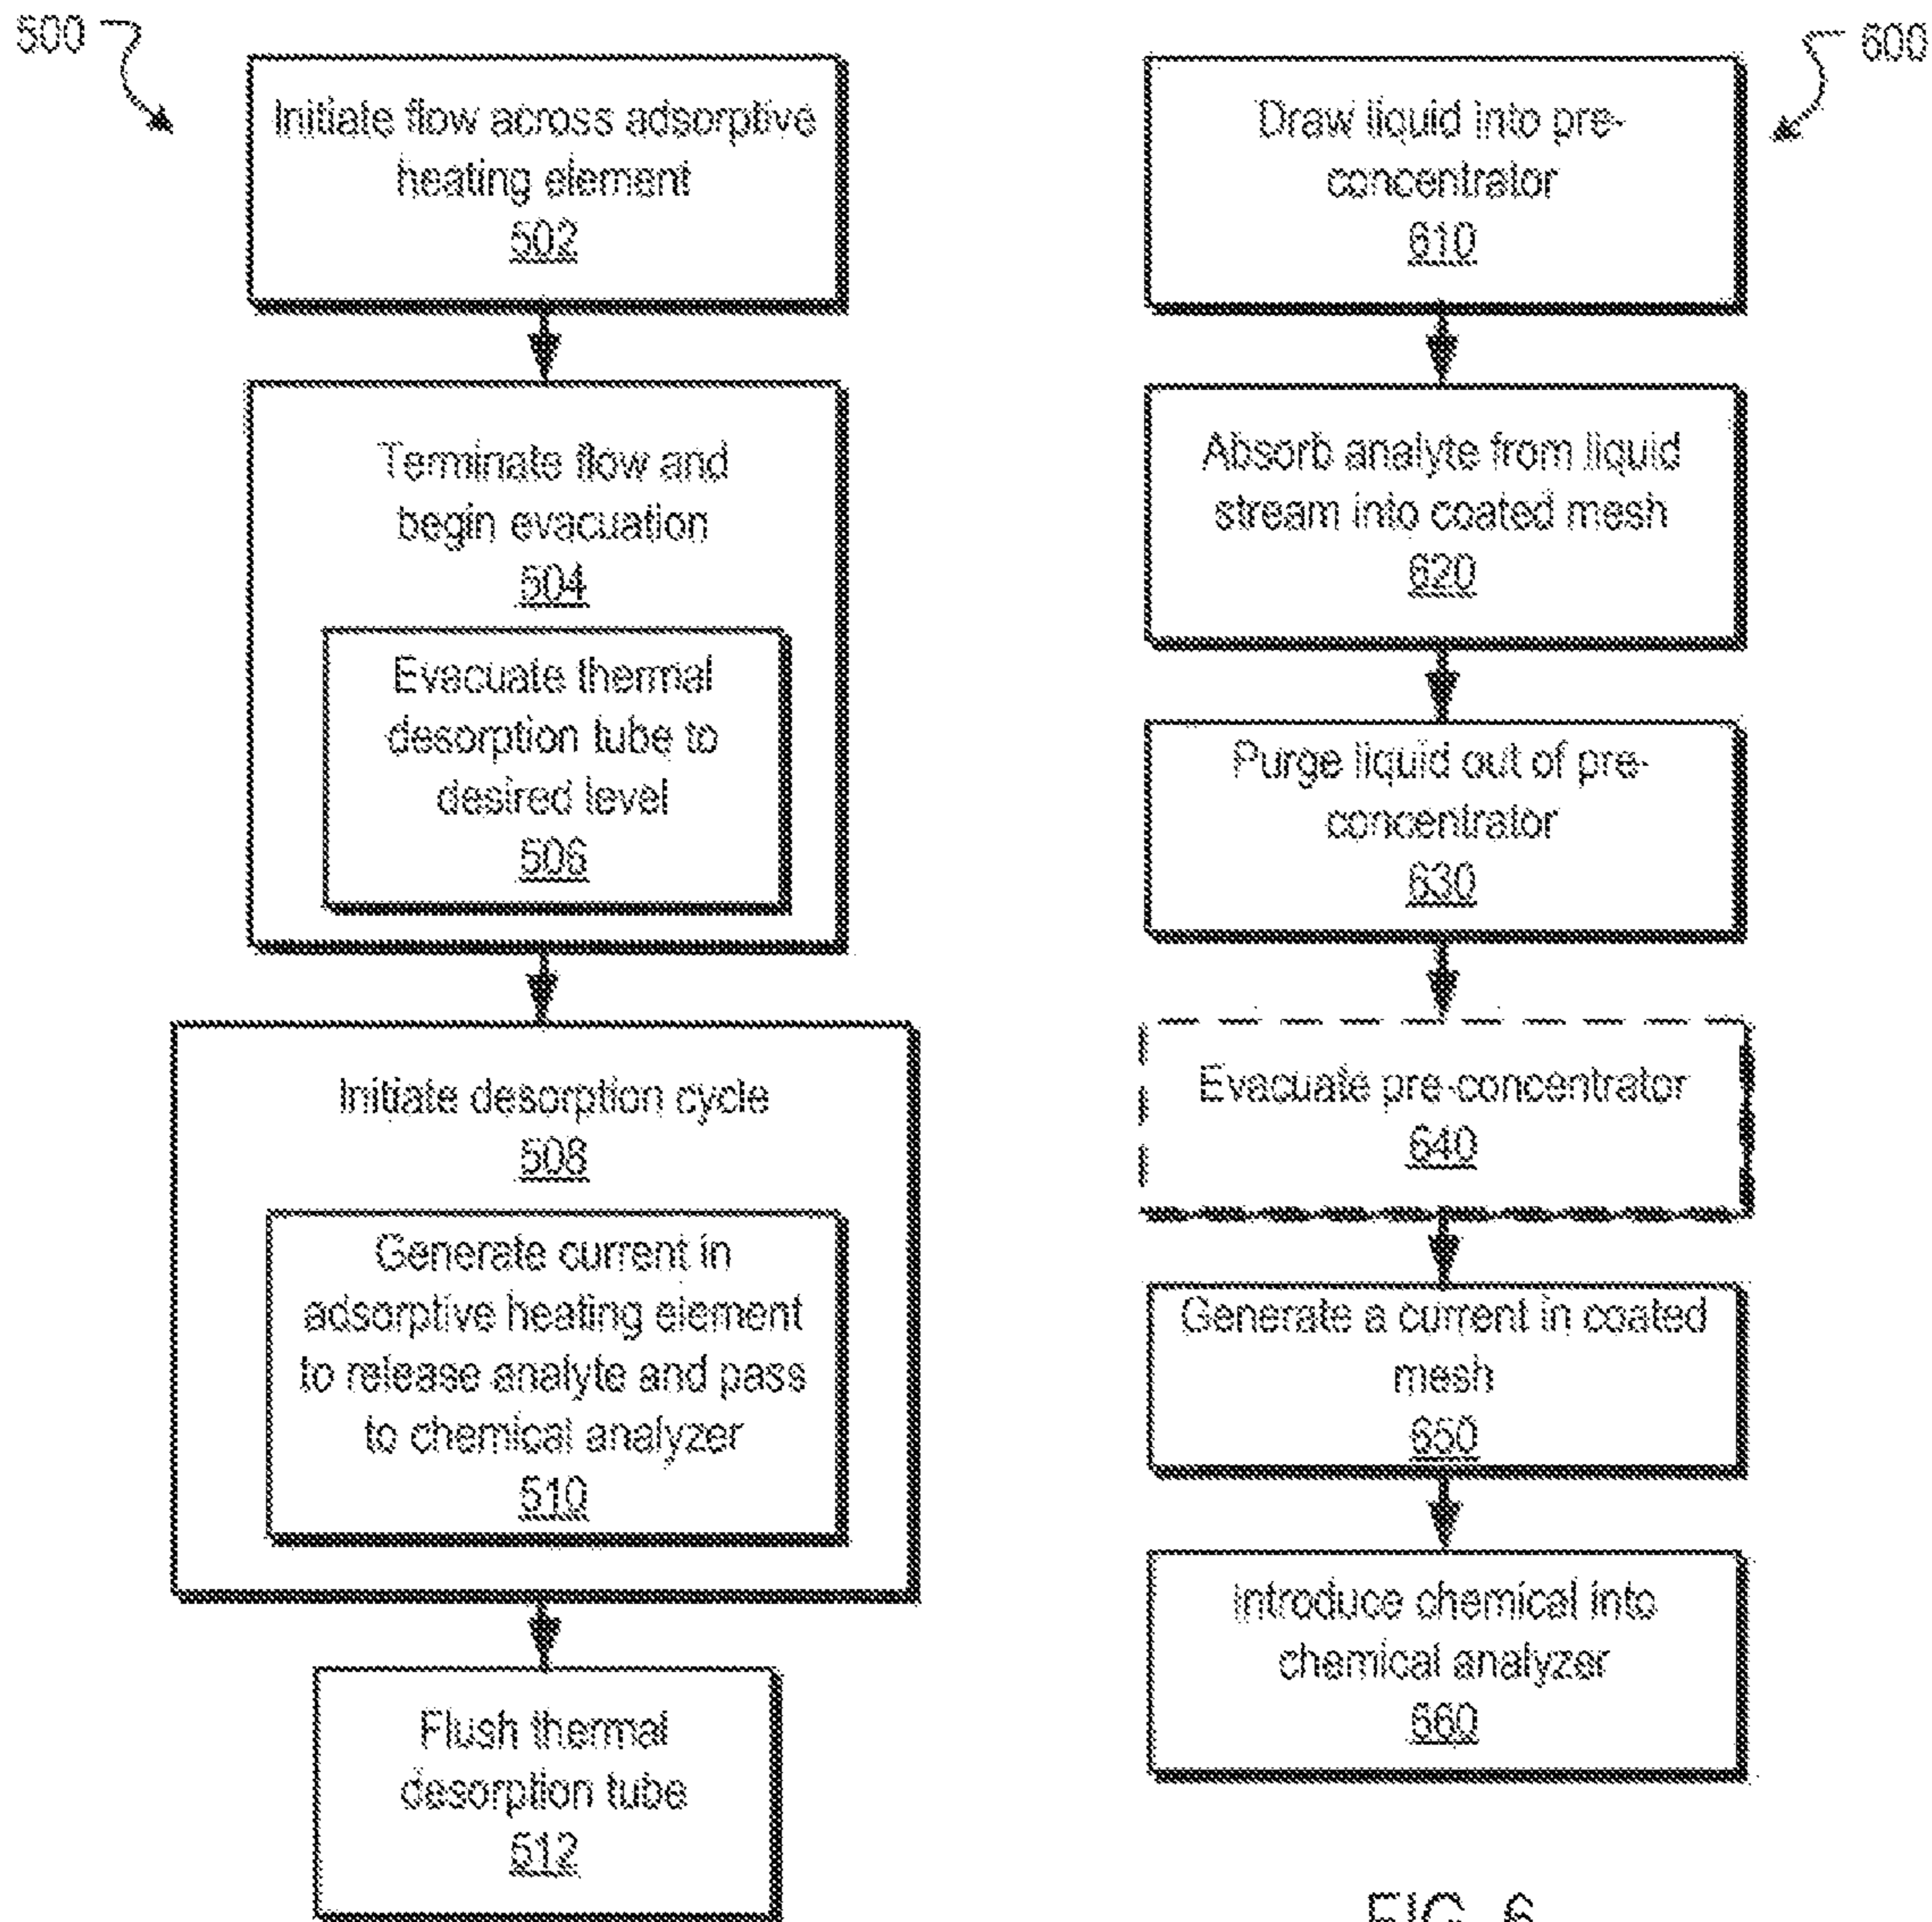 500
Initiate flow across adsorptive
heating element
502
Terminate flow and
begin evacuation
504
Evacuate thermal
desorption tube to
desired level
506
Initiate desorption cycle
508
Generate current in
adsorptive heating element
to release analyte and pass
to chemical analyzer
510
Flush thermal
desorption tube
512
600
Draw liquid into pre-
concentrator
610
Absorb analyte from liquid
stream into coated mesh
620
Purge liquid out of pre-
concentrator
630
Evacuate pre-concentrator
640
Generate a current in coated
mesh
650
Introduce chemical into
chemical analyzer
660
FIG. 6